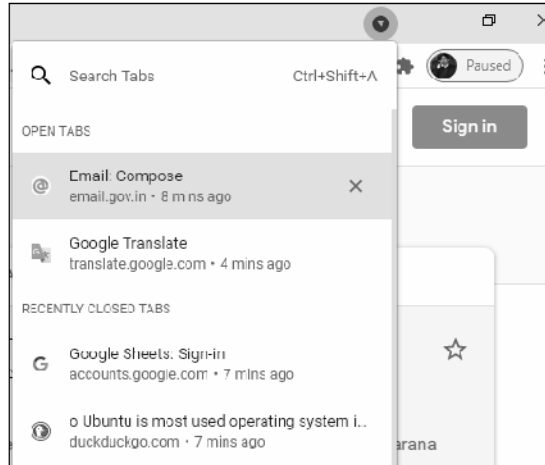 Search Tabs Ctrl+Shift+A
Paused
Sign in
OPEN TABS
Email: Compose
email.gov.in • 8 mins ago
Google Translate
translate.google.com • 4 mins ago
RECENTLY CLOSED TABS
Google Sheets: Sign-in
accounts.google.com • 7 mins ago
o Ubuntu is most used operating system i...
duckduckgo.com • 7 mins ago
arana